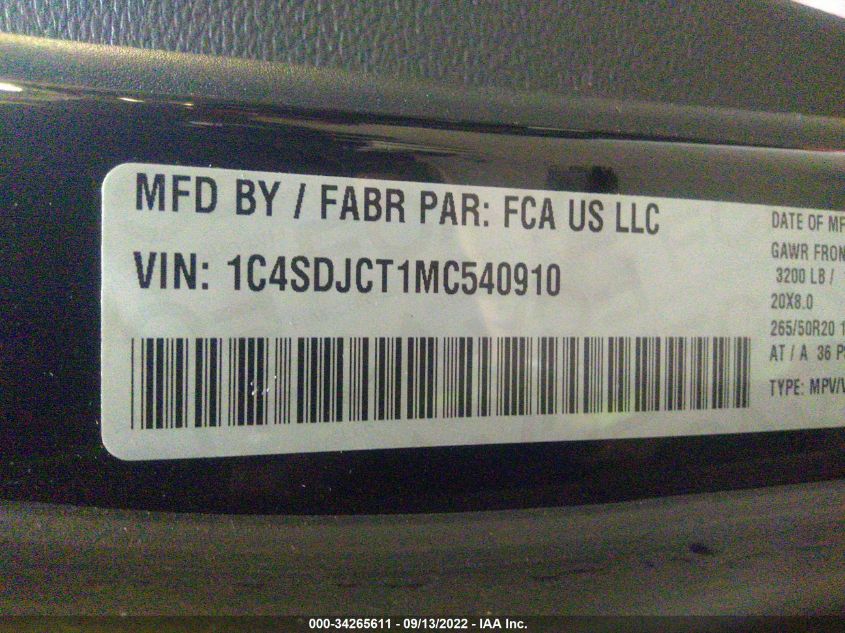 MFD BY / FABR PAR: FCA US LLC
VIN: 1C4SDJCT1MC540910
DATE OF MF
GAWR FRON
3200 LB /
20X8.0
265/50R20 1
AT / A 36 P
TYPE: MPV/
000-34265611 - 09/13/2022 - IAA Inc.